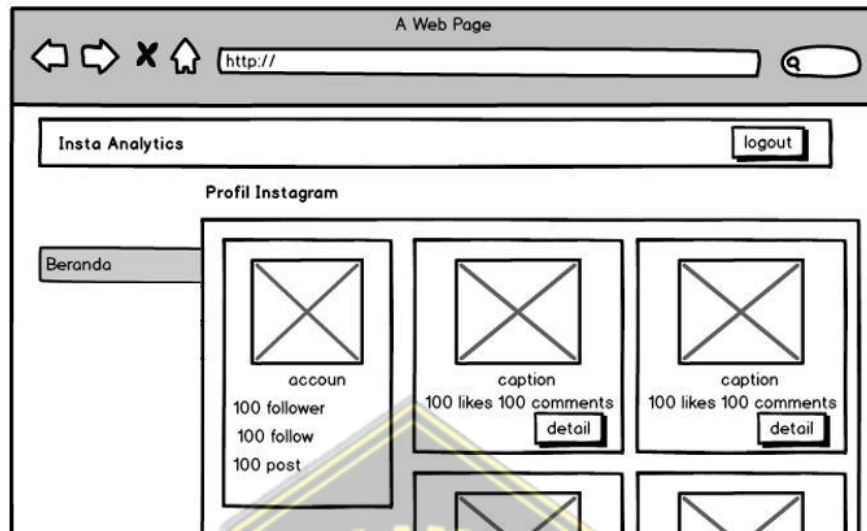 A Web Page
http://
Insta Analytics
logout
Profil Instagram
Beranda
accoun
100 follower
100 follow
100 post
caption
100 likes 100 comments
detail
caption
100 likes 100 comments
detail